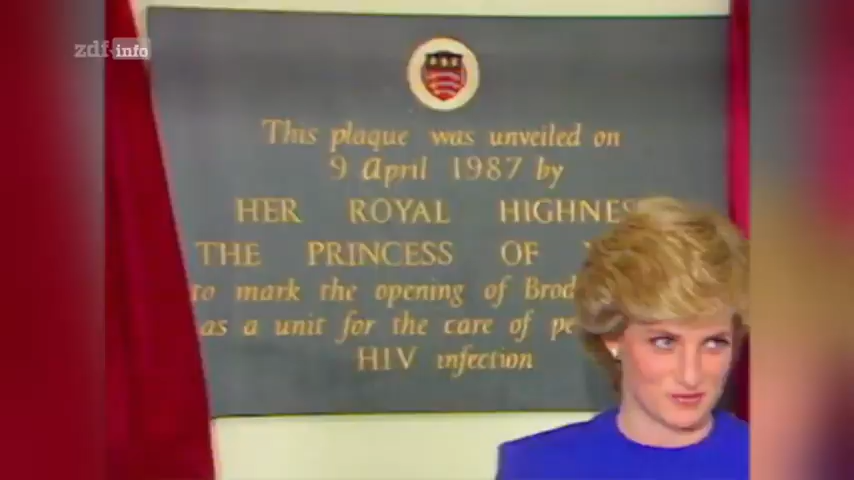 zdf info
This plaque was unveiled on
9 April 1987 by
HER ROYAL HIGHNES
THE PRINCESS OF
to mark the opening of Brod
as a unit for the care of pe
HIV infection